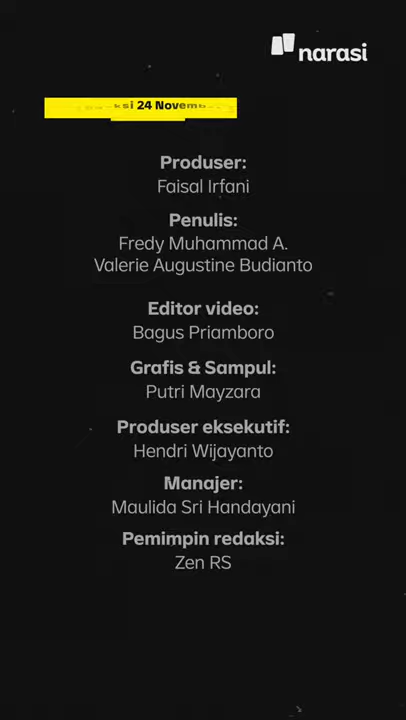 narasi
24 Novemb
Produser:
Faisal Irfani
Penulis:
Fredy Muhammad A.
Valerie Augustine Budianto
Editor video:
Bagus Priamboro
Grafis & Sampul:
Putri Mayzara
Produser eksekutif:
Hendri Wijayanto
Manajer:
Maulida Sri Handayani
Pemimpin redaksi:
Zen RS